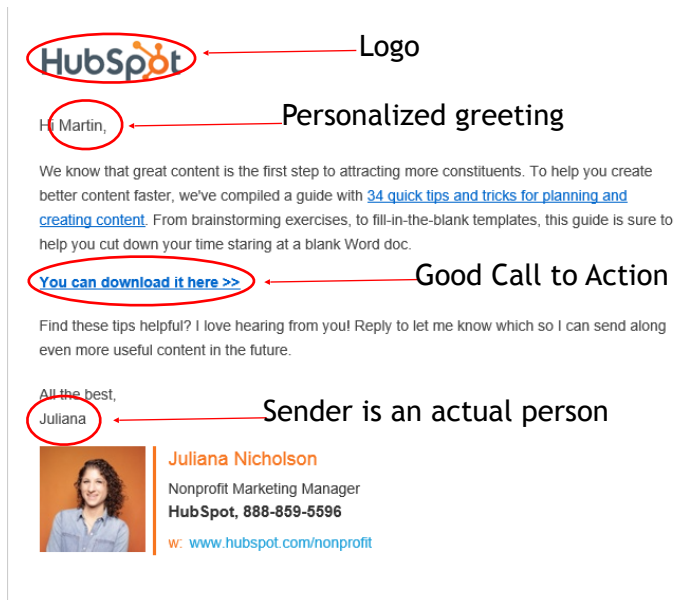 HubSpot
Logo
Hi Martin,
Personalized greeting
We know that great content is the first step to attracting more constituents. To help you create
better content faster, we've compiled a guide with 34 quick tips and tricks for planning and
creating content. From brainstorming exercises, to fill-in-the-blank templates, this guide is sure to
help you cut down your time staring at a blank Word doc.
You can download it here >>
Good Call to Action
Find these tips helpful? I love hearing from you! Reply to let me know which so I can send along
even more useful content in the future.
All the best,
Juliana
Sender is an actual person
Juliana Nicholson
Nonprofit Marketing Manager
HubSpot, 888-859-5596
w: www.hubspot.com/nonprofit